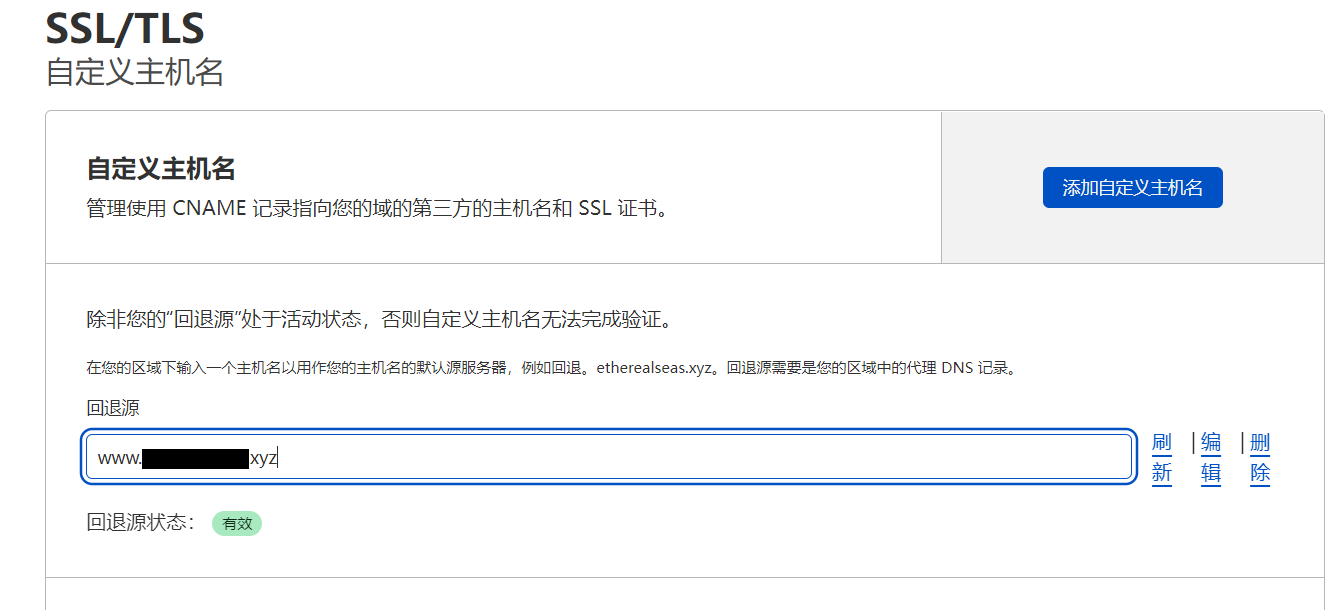 SSL/TLS
自定义主机名
自定义主机名
管理使用 CNAME 记录指向您的域的第三方的主机名和 SSL 证书。
添加自定义主机名
除非您的“回退源”处于活动状态，否则自定义主机名无法完成验证。
在您的区域下输入一个主机名以用作您的主机名的默认源服务器，例如回退。etherealseas.xyz。回退源需要是您的区域中的代理 DNS 记录。
回退源
www. xyz
刷新 | 编辑 | 删除
回退源状态： 有效